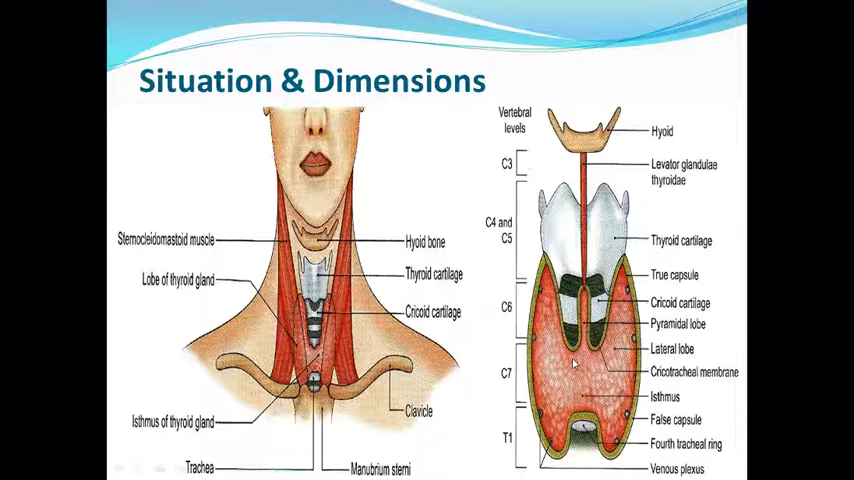 Situation & Dimensions
Sternocleidomastoid muscle
Lobe of thyroid gland
Isthmus of thyroid gland
Trachea
Hyoid bone
Thyroid cartilage
Cricoid cartilage
Clavicle
Manubrium sterni
Vertebral
levels
C3
C4 and
C5
C6
C7
T1
Hyoid
Levator glandulae
thyroidae
Thyroid cartilage
True capsule
Cricoid cartilage
Pyramidal lobe
Lateral lobe
Cricotracheal membrane
Isthmus
False capsule
Fourth tracheal ring
Venous plexus